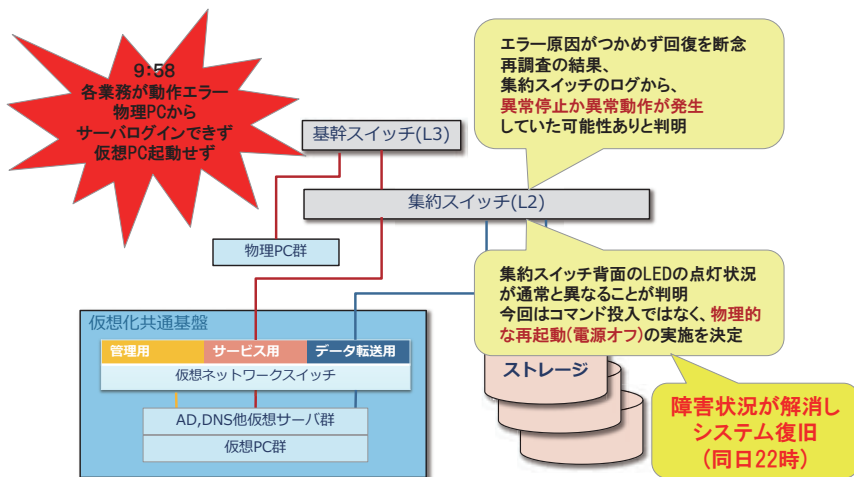 9:58
各業務が動作エラー
物理PCから
サーバログインできず
仮想PC起動せず
エラー原因がつかめず回復を断念
再調査の結果、
集約スイッチのログから、
異常停止か異常動作が発生
していた可能性ありと判明
基幹スイッチ(L3)
集約スイッチ(L2)
物理PC群
集約スイッチ背面のLEDの点灯状況
が通常と異なることが判明
今回はコマンド投入ではなく、物理的
な再起動(電源オフ)の実施を決定
仮想化共通基盤
管理用
サービス用
データ転送用
仮想ネットワークスイッチ
AD,DNS他仮想サーバ群
仮想PC群
ストレージ
障害状況が解消し
システム復旧
(同日22時)